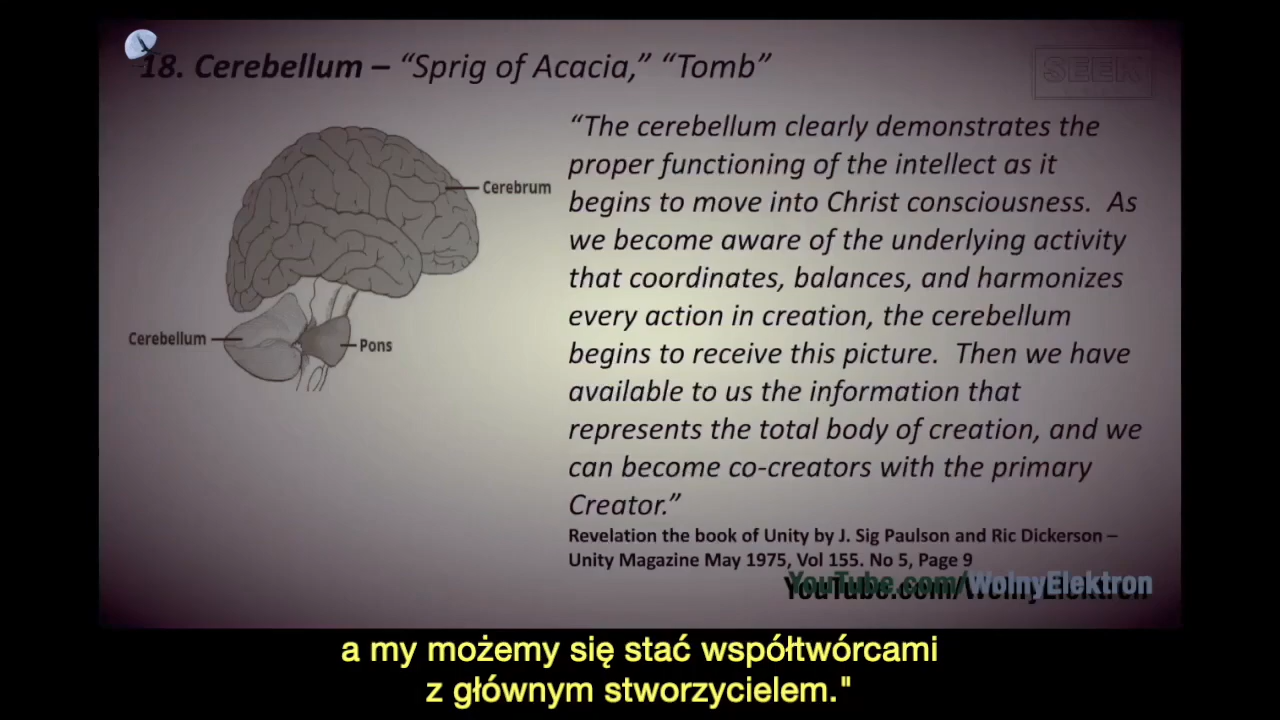 18. Cerebellum – “Sprig of Acacia,” “Tomb”
SEEK
Cerebrum
Cerebellum
Pons
“The cerebellum clearly demonstrates the
proper functioning of the intellect as it
begins to move into Christ consciousness.  As
we become aware of the underlying activity
that coordinates, balances, and harmonizes
every action in creation, the cerebellum
begins to receive this picture.  Then we have
available to us the information that
represents the total body of creation, and we
can become co-creators with the primary
Creator.”
Revelation the book of Unity by J. Sig Paulson and Ric Dickerson –
Unity Magazine May 1975, Vol 155. No 5, Page 9
YouTube.com/WolnyElektron
a my możemy się stać współtwórcami
z głównym stworzycielem."